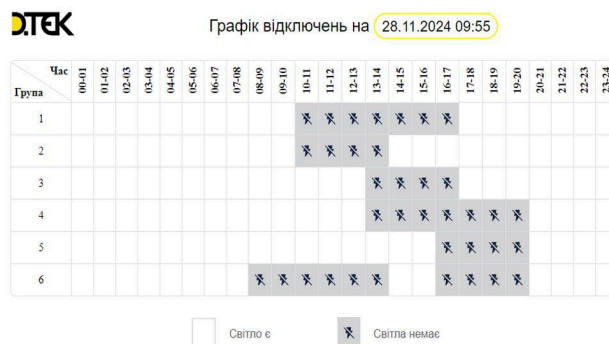 D.TEK
Графік відключень на 28.11.2024 09:55
Час
Група
00-01 01-02 02-03 03-04 04-05 05-06 06-07 07-08 08-09 09-10 10-11 11-12 12-13 13-14 14-15 15-16 16-17 17-18 18-19 19-20 20-21 21-22 22-23 23-24
1
2
3
4
5
6
Світло є Світла немає